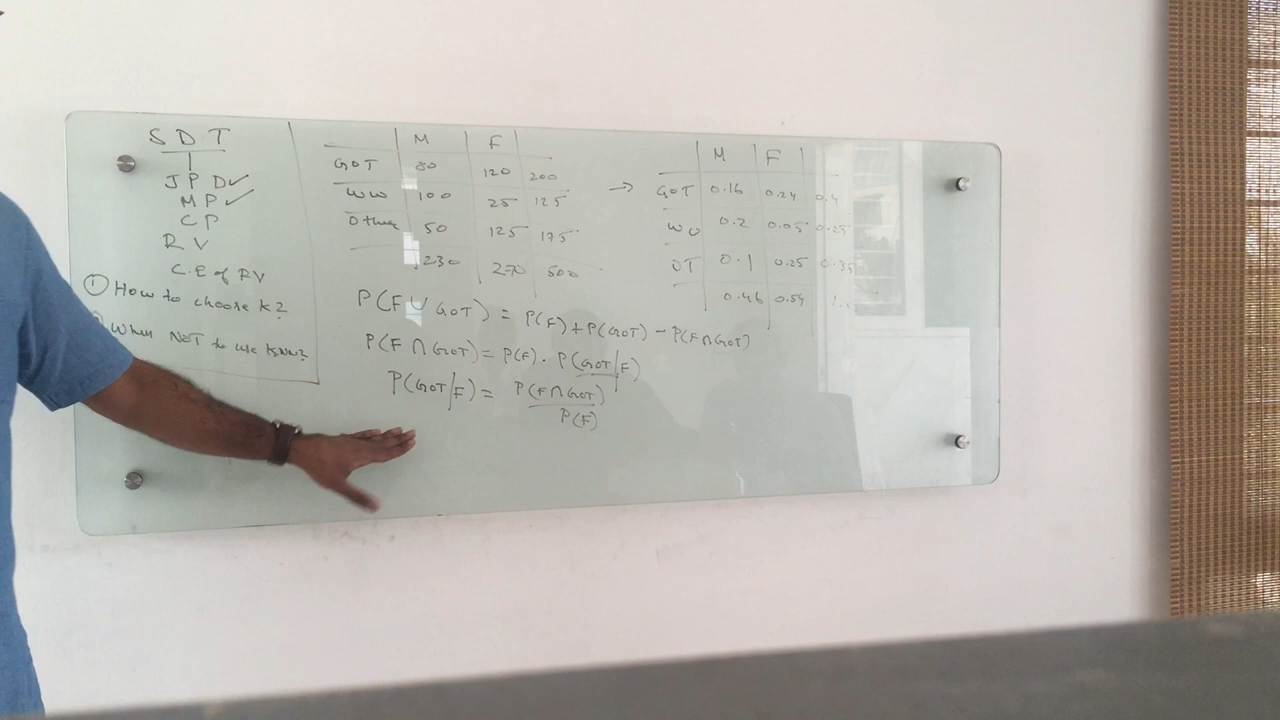 S D T
J P D ✓
M P ✓
C P
R V
C.E of RV
① How to choose K?
When NOT to use KNN?
M F
GOT 80 120 200
WW 100 25 125
Other 50 125 175
230 270 500
P(F ∪ GOT) = P(F) + P(GOT) - P(F∩GOT)
P(F ∩ GOT) = P(F) . P(GOT/F)
P(GOT/F) = P(F∩GOT)
P(F)
→
M F
GOT 0.16 0.24 0.4
WW 0.2 0.05 0.25
OT 0.1 0.25 0.35
0.46 0.54